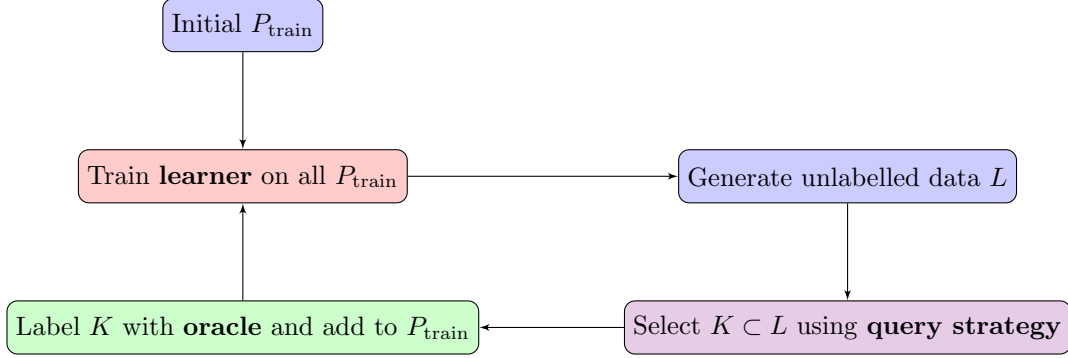 Initial P_train
Train learner on all P_train
Generate unlabelled data L
Label K with oracle and add to P_train
Select K ⊂ L using query strategy